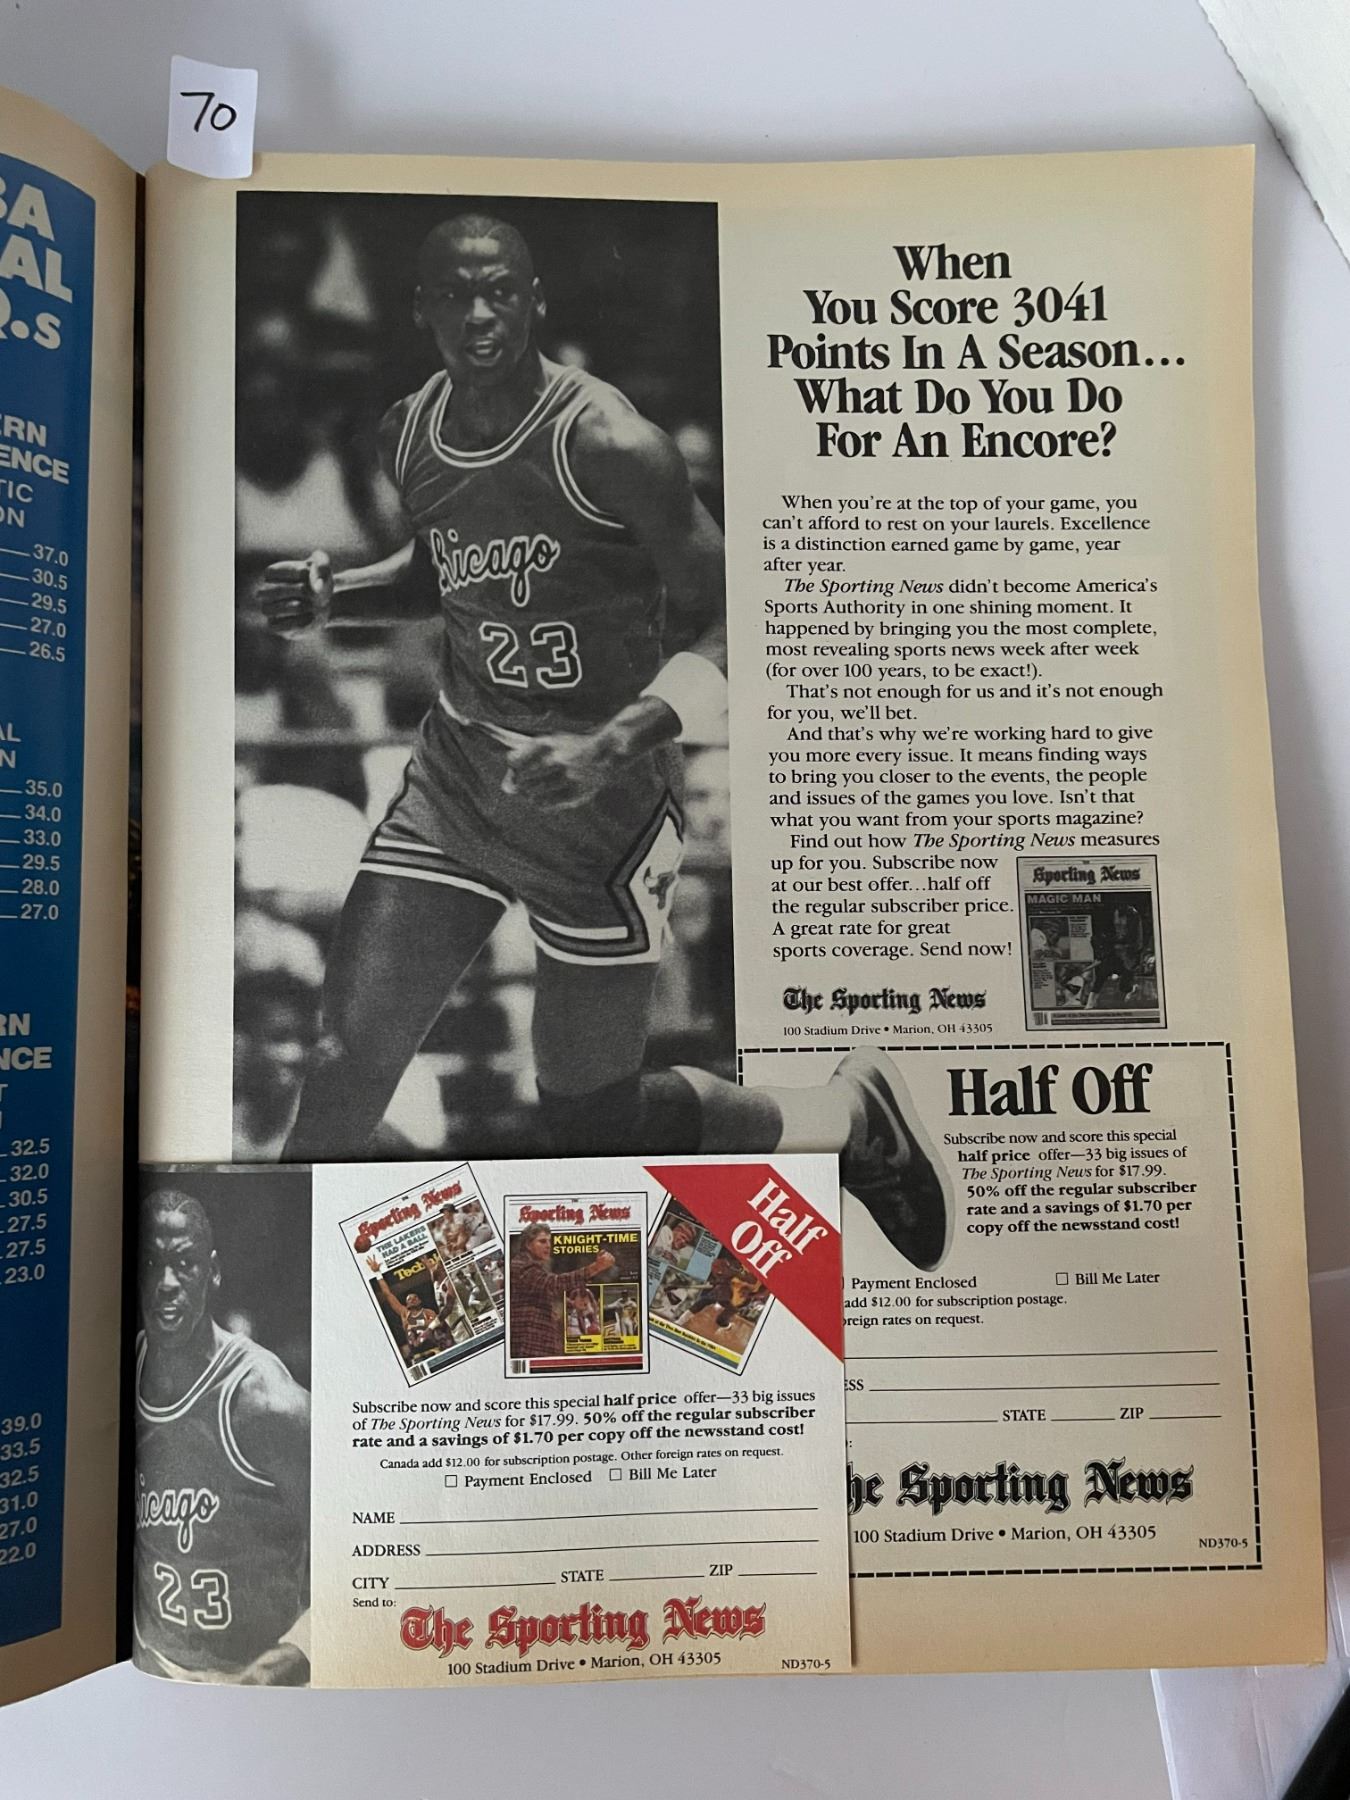 70
37.0
30.5
29.5
27.0
26.5
35.0
34.0
33.0
29.5
28.0
27.0
32.5
32.0
30.5
27.5
27.5
23.0
39.0
33.5
32.5
31.0
27.0
22.0
When
You Score 3041
Points In A Season...
What Do You Do
For An Encore?
When you're at the top of your game, you
can't afford to rest on your laurels. Excellence
is a distinction earned game by game, year
after year.
The Sporting News didn't become America's
Sports Authority in one shining moment. It
happened by bringing you the most complete,
most revealing sports news week after week
(for over 100 years, to be exact!).
That's not enough for us and it's not enough
for you, we'll bet.
And that's why we're working hard to give
you more every issue. It means finding ways
to bring you closer to the events, the people
and issues of the games you love. Isn't that
what you want from your sports magazine?
Find out how The Sporting News measures
up for you. Subscribe now
at our best offer...half off
the regular subscriber price.
A great rate for great
sports coverage. Send now!
The Sporting News
100 Stadium Drive • Marion, OH 43305
Sporting News
MAGIC MAN
hicago
23
Half Off
Subscribe now and score this special
half price offer—33 big issues of
The Sporting News for $17.99.
50% off the regular subscriber
rate and a savings of $1.70 per
copy off the newsstand cost!
Payment Enclosed ☐ Bill Me Later
add $12.00 for subscription postage.
reign rates on request.
ESS
STATE ZIP
he Sporting News
100 Stadium Drive • Marion, OH 43305
ND370-5
icago
23
Sporting News
THE LAKERS
HAD A BALL
Sporting News
KNIGHT-TIME
STORIES
Half
Off
Subscribe now and score this special half price offer—33 big issues
of The Sporting News for $17.99. 50% off the regular subscriber
rate and a savings of $1.70 per copy off the newsstand cost!
Canada add $12.00 for subscription postage. Other foreign rates on request.
☐ Payment Enclosed ☐ Bill Me Later
NAME
ADDRESS
CITY STATE ZIP
Send to:
The Sporting News
100 Stadium Drive • Marion, OH 43305
ND370-5